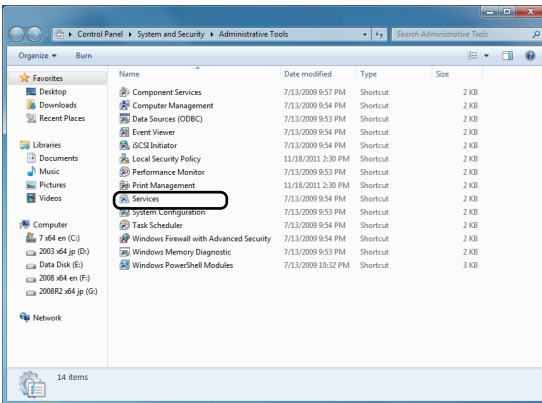 Control Panel ▸ System and Security ▸ Administrative Tools
Search Administrative Tools
Organize
Burn
Favorites
Desktop
Downloads
Recent Places
Libraries
Documents
Music
Pictures
Videos
Computer
7 x64 en (C:)
2003 x64 jp (D:)
Data Disk (E:)
2008 x64 en (F:)
2008R2 x64 jp (G:)
Network
Name Date modified Type Size
Component Services 7/13/2009 9:57 PM Shortcut 2 KB
Computer Management 7/13/2009 9:54 PM Shortcut 2 KB
Data Sources (ODBC) 7/13/2009 9:53 PM Shortcut 2 KB
Event Viewer 7/13/2009 9:54 PM Shortcut 2 KB
iSCSI Initiator 7/13/2009 9:54 PM Shortcut 2 KB
Local Security Policy 11/18/2011 2:30 PM Shortcut 2 KB
Performance Monitor 7/13/2009 9:53 PM Shortcut 2 KB
Print Management 11/18/2011 2:30 PM Shortcut 2 KB
Services 7/13/2009 9:54 PM Shortcut 2 KB
System Configuration 7/13/2009 9:53 PM Shortcut 2 KB
Task Scheduler 7/13/2009 9:54 PM Shortcut 2 KB
Windows Firewall with Advanced Security 7/13/2009 9:54 PM Shortcut 2 KB
Windows Memory Diagnostic 7/13/2009 9:53 PM Shortcut 2 KB
Windows PowerShell Modules 7/13/2009 10:32 PM Shortcut 3 KB
14 items